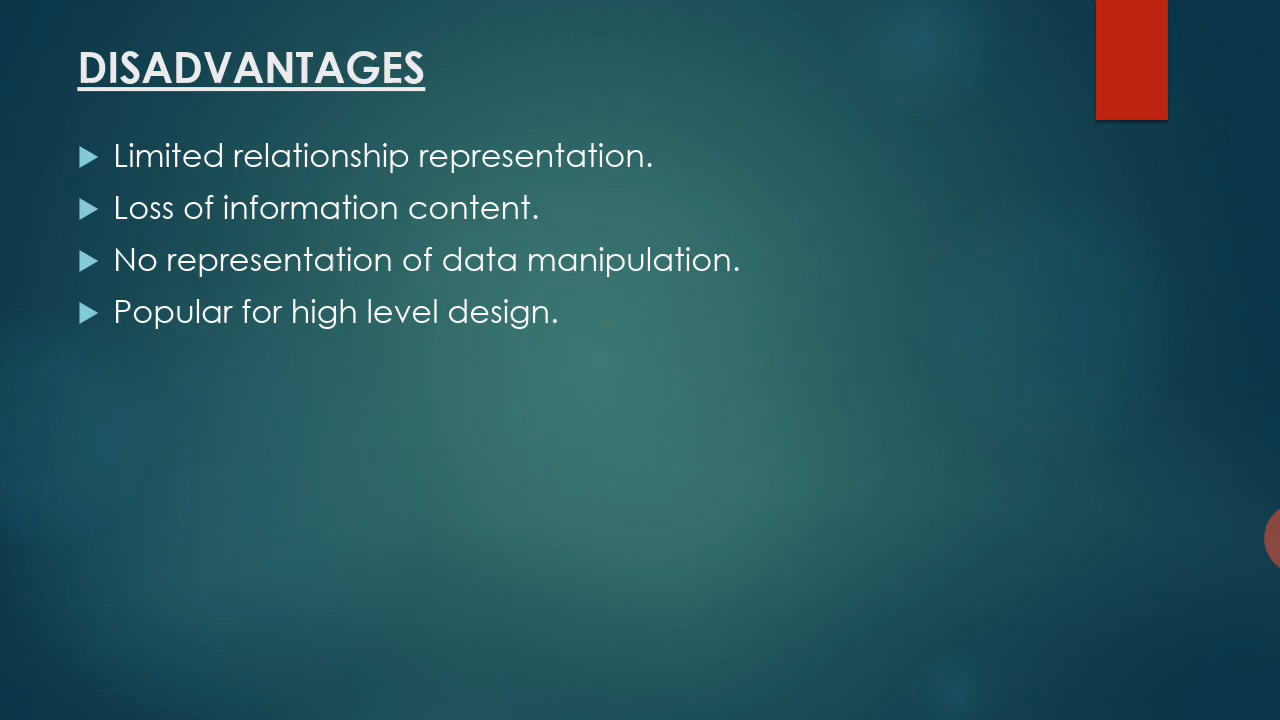 DISADVANTAGES
Limited relationship representation.
Loss of information content.
No representation of data manipulation.
Popular for high level design.